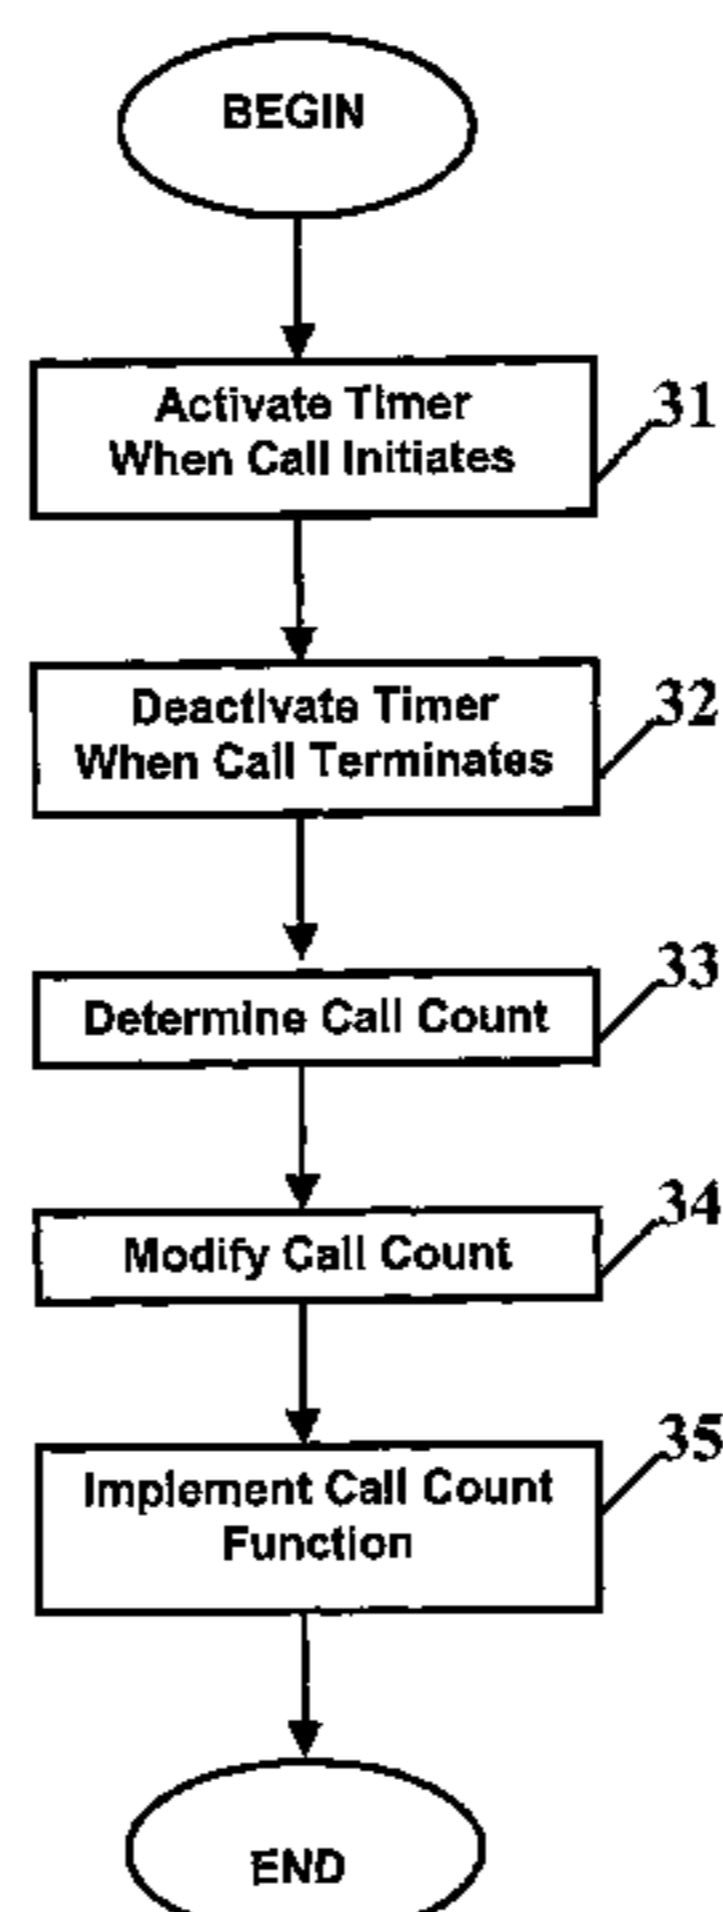 BEGIN
Activate Timer
When Call Initiates
31
Deactivate Timer
When Call Terminates
32
Determine Call Count
33
Modify Call Count
34
Implement Call Count
Function
35
END